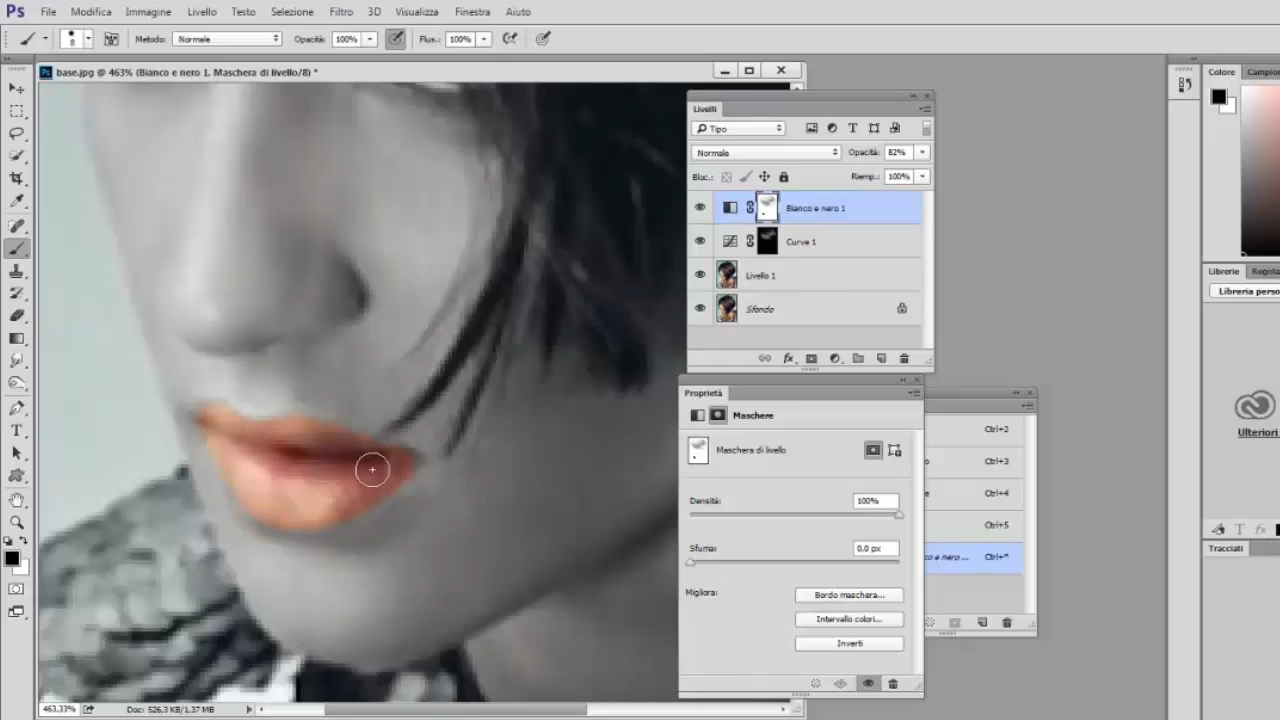 Ps File Modifica Immagine Livello Testo Selezione Filtro 3D Visualizza Finestra Aiuto
8 Metodo: Normale Opacità: 100% Flus.: 100%
base.jpg @ 463% (Bianco e nero 1, Maschera di livello/8) *
Livelli
Tipo
Normale Opacità: 82%
Bloc.: Riemp.: 100%
Bianco e nero 1
Curve 1
Livello 1
Sfondo
fx
Proprietà
Maschere
Maschera di livello
Densità: 100%
Sfuma: 0,0 px
Migliora: Bordo maschera...
Intervallo colori...
Inverti
Ctrl+2
Ctrl+3
Ctrl+4
Ctrl+5
co e nero ... Ctrl+"
Colore Campion
Librerie Regola
Libreria perso
Ulteriori
Tracciati
463.33% Doc: 526,3 KB/1,37 MB